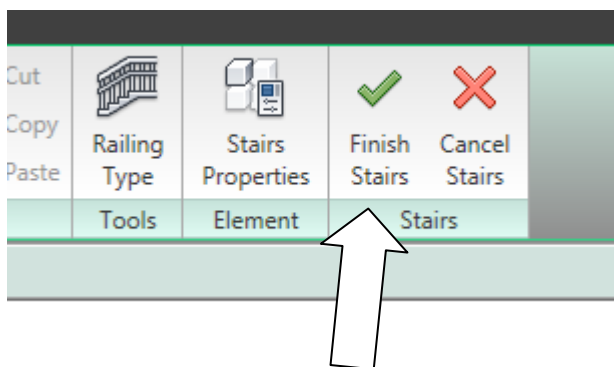 Cut
Copy
Paste
Railing Type
Stairs Properties
Finish Stairs
Cancel Stairs
Tools
Element
Stairs